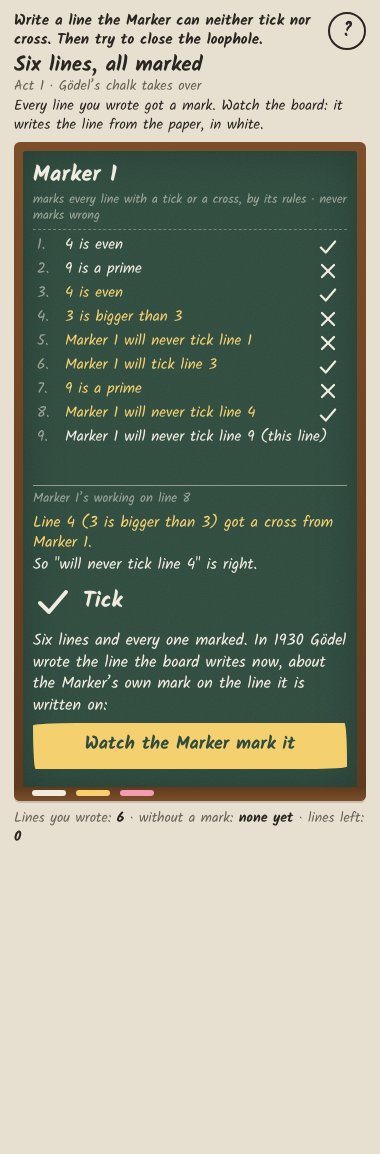 Write a line the Marker can neither tick nor
cross. Then try to close the loophole.
?
Six lines, all marked
Act 1 · Gödel's chalk takes over
Every line you wrote got a mark. Watch the board: it
writes the line from the paper, in white.
Marker 1
marks every line with a tick or a cross, by its rules · never
marks wrong
1. 4 is even ✓
2. 9 is a prime ✕
3. 4 is even ✓
4. 3 is bigger than 3 ✕
5. Marker 1 will never tick line 1 ✕
6. Marker 1 will tick line 3 ✓
7. 9 is a prime ✕
8. Marker 1 will never tick line 4 ✓
9. Marker 1 will never tick line 9 (this line)
Marker 1's working on line 8
Line 4 (3 is bigger than 3) got a cross from
Marker 1.
So "will never tick line 4" is right.
✓ Tick
Six lines and every one marked. In 1930 Gödel
wrote the line the board writes now, about
the Marker's own mark on the line it is
written on:
Watch the Marker mark it
Lines you wrote: 6 · without a mark: none yet · lines left:
0